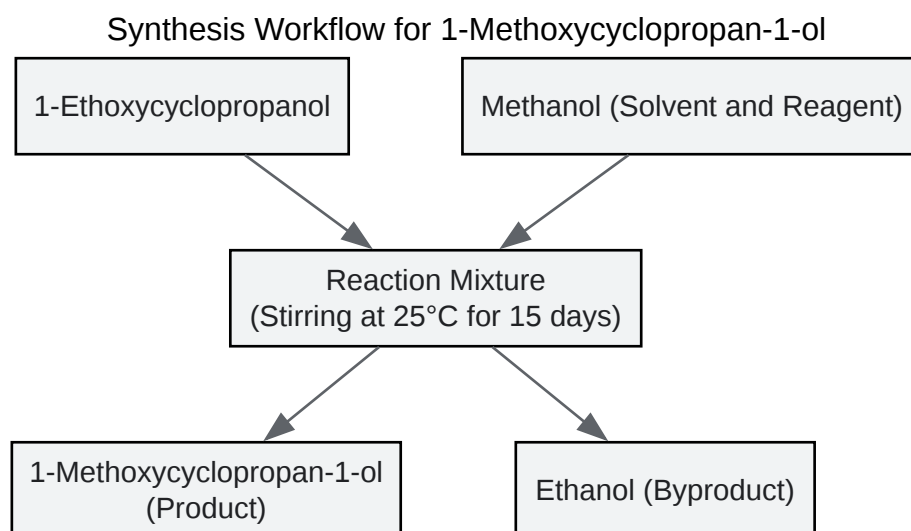 Synthesis Workflow for 1-Methoxycyclopropan-1-ol
1-Ethoxycyclopropanol
Methanol (Solvent and Reagent)
Reaction Mixture
(Stirring at 25°C for 15 days)
1-Methoxycyclopropan-1-ol
(Product)
Ethanol (Byproduct)